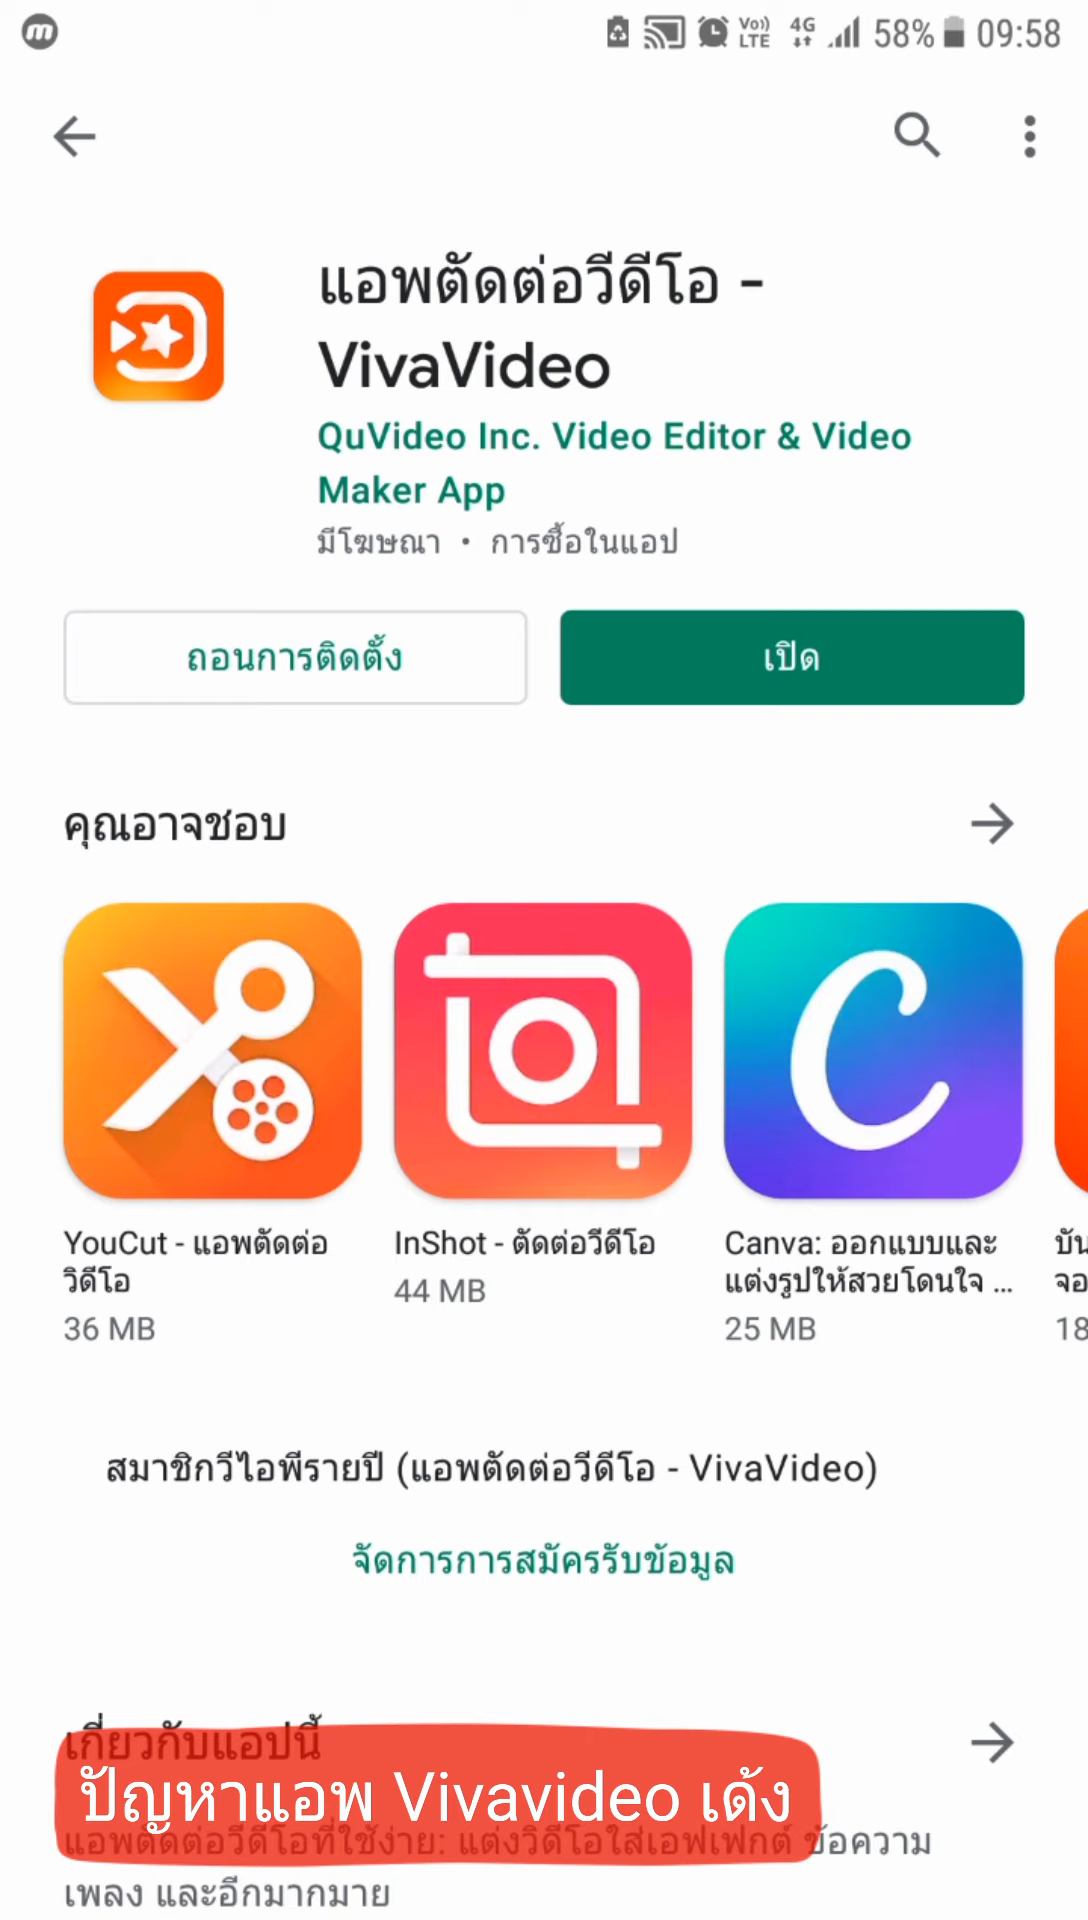 m
Vo))
LTE
4G
58%
09:58
แอพตัดต่อวีดีโอ -
VivaVideo
QuVideo Inc. Video Editor & Video
Maker App
มีโฆษณา • การซื้อในแอป
ถอนการติดตั้ง
เปิด
คุณอาจชอบ
YouCut - แอพตัดต่อ
วิดีโอ
36 MB
InShot - ตัดต่อวีดีโอ
44 MB
Canva: ออกแบบและ
แต่งรูปให้สวยโดนใจ ...
25 MB
บัน
จอ
18
สมาชิกวีไอพีรายปี (แอพตัดต่อวีดีโอ - VivaVideo)
จัดการการสมัครรับข้อมูล
เกี่ยวกับแอปนี้
ปัญหาแอพ Vivavideo เด้ง
แอพตัดต่อวีดีโอที่ใช้ง่าย: แต่งวิดีโอใส่เอฟเฟกต์ ข้อความ
เพลง และอีกมากมาย